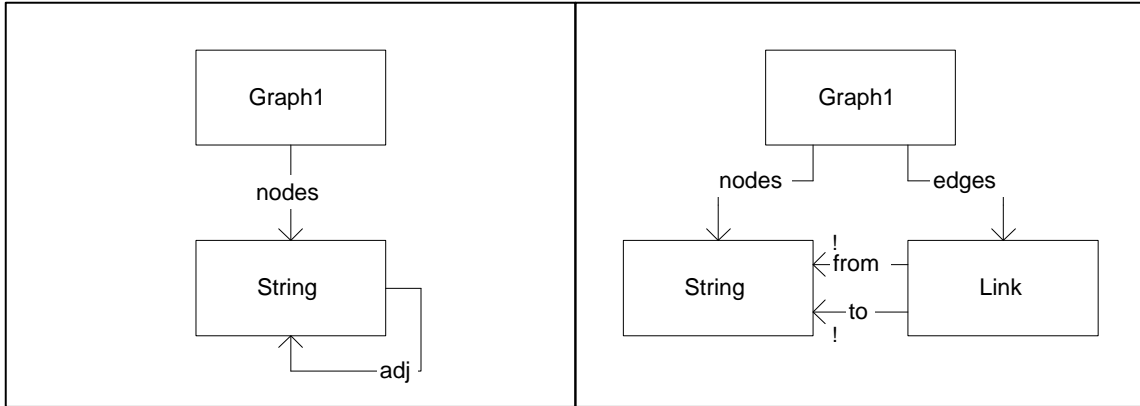 Graph1
nodes
String
adj
Graph1
nodes
edges
!
from
String
Link
to
!